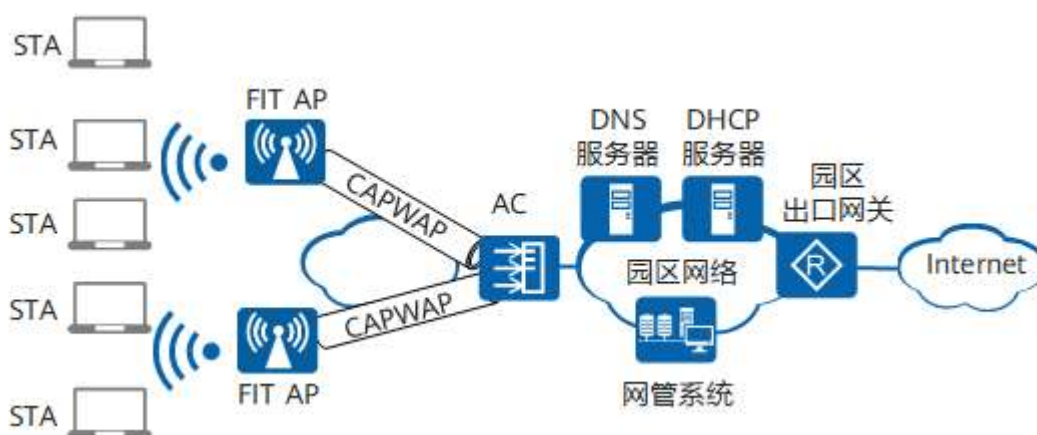 STA
FIT AP
STA
CAPWAP
STA
STA
CAPWAP
FIT AP
STA
AC
DNS
服务器
DHCP
服务器
园区
出口网关
园区网络
Internet
网管系统
R